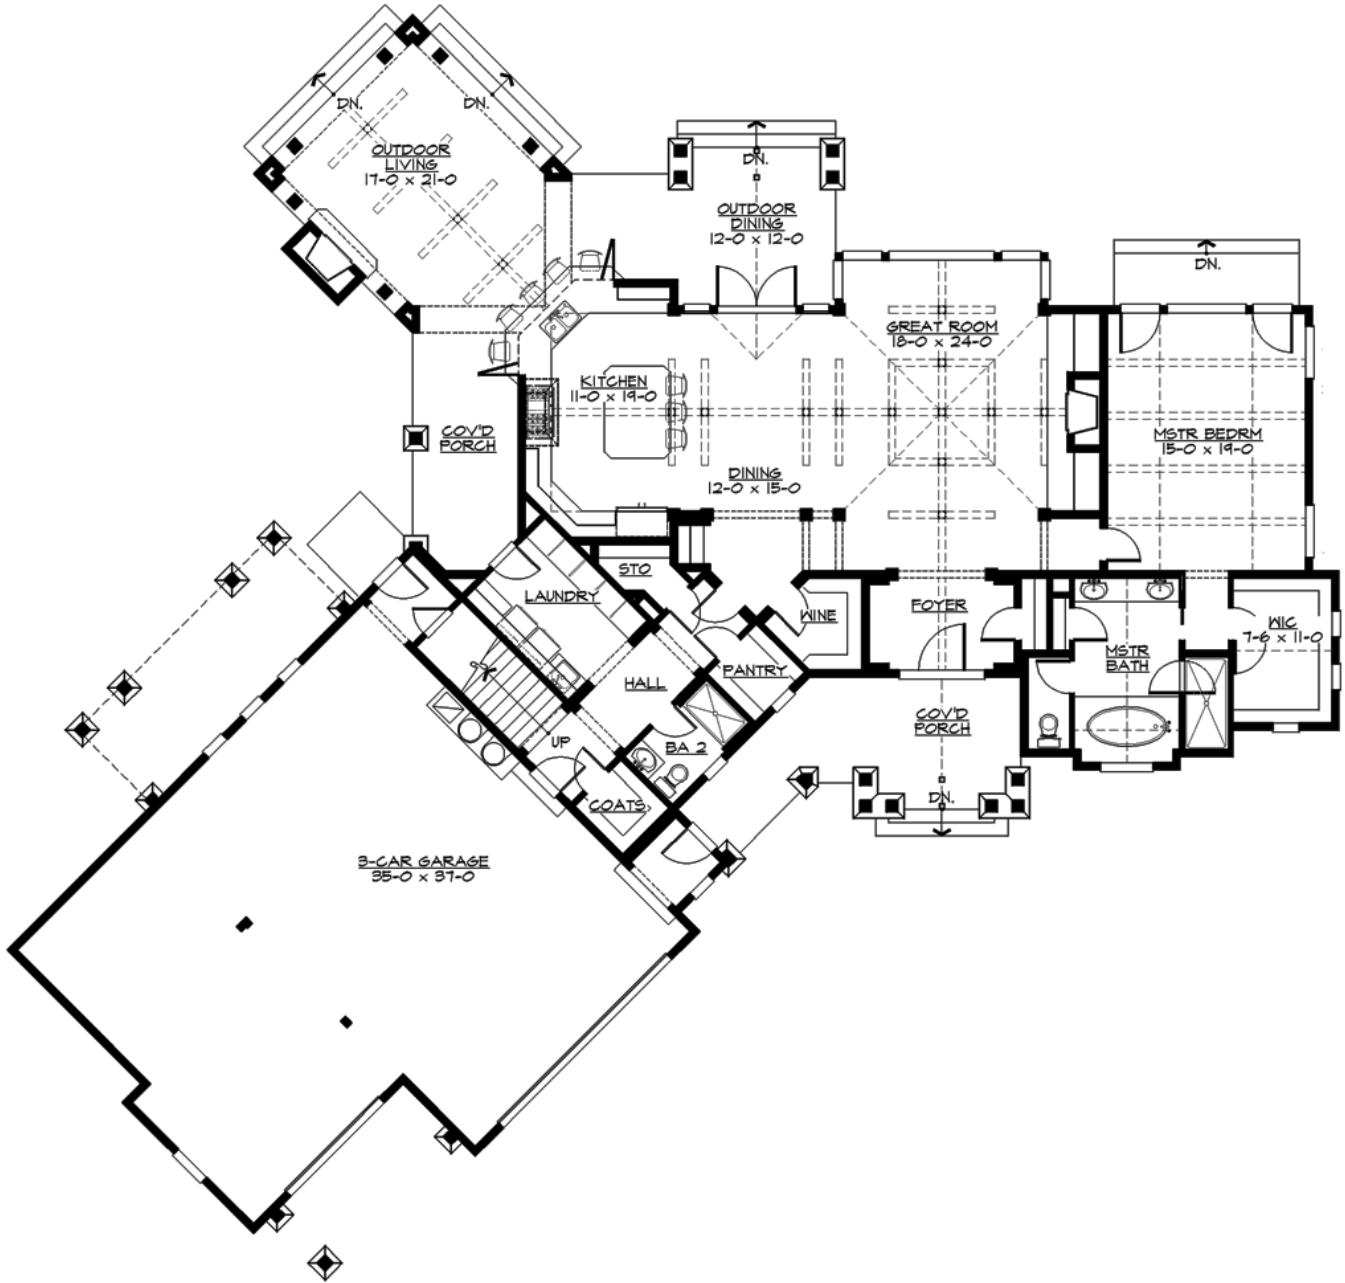 DN.
DN.
OUTDOOR
LIVING
17-0 x 21-0
DN.
OUTDOOR
DINING
12-0 x 12-0
DN.
GREAT ROOM
18-0 x 24-0
KITCHEN
11-0 x 19-0
COV'D
PORCH
MSTR BEDRM
15-0 x 19-0
DINING
12-0 x 15-0
STO
LAUNDRY
WINE
FOYER
WIC
7-6 x 11-0
MSTR
BATH
PANTRY
HALL
COV'D
PORCH
UP
BA 2
DN.
COATS
3-CAR GARAGE
35-0 x 37-0